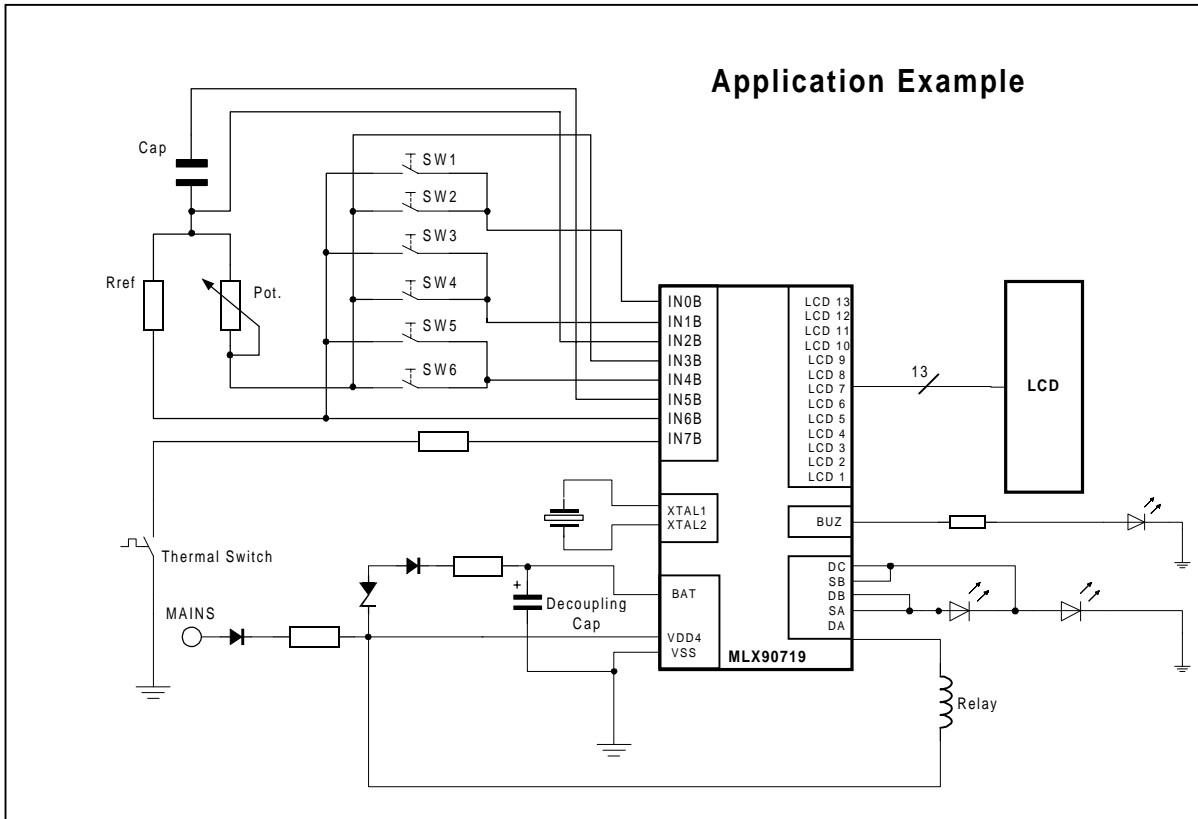 Application Example
Cap
SW1
SW2
SW3
SW4
SW5
SW6
Rref
Pot.
IN0B
IN1B
IN2B
IN3B
IN4B
IN5B
IN6B
IN7B
LCD 13
LCD 12
LCD 11
LCD 10
LCD 9
LCD 8
LCD 7
LCD 6
LCD 5
LCD 4
LCD 3
LCD 2
LCD 1
13
LCD
XTAL1
XTAL2
BUZ
Thermal Switch
MAINS
+
Decoupling
Cap
BAT
VDD4
VSS
DC
SB
DB
SA
DA
MLX90719
Relay